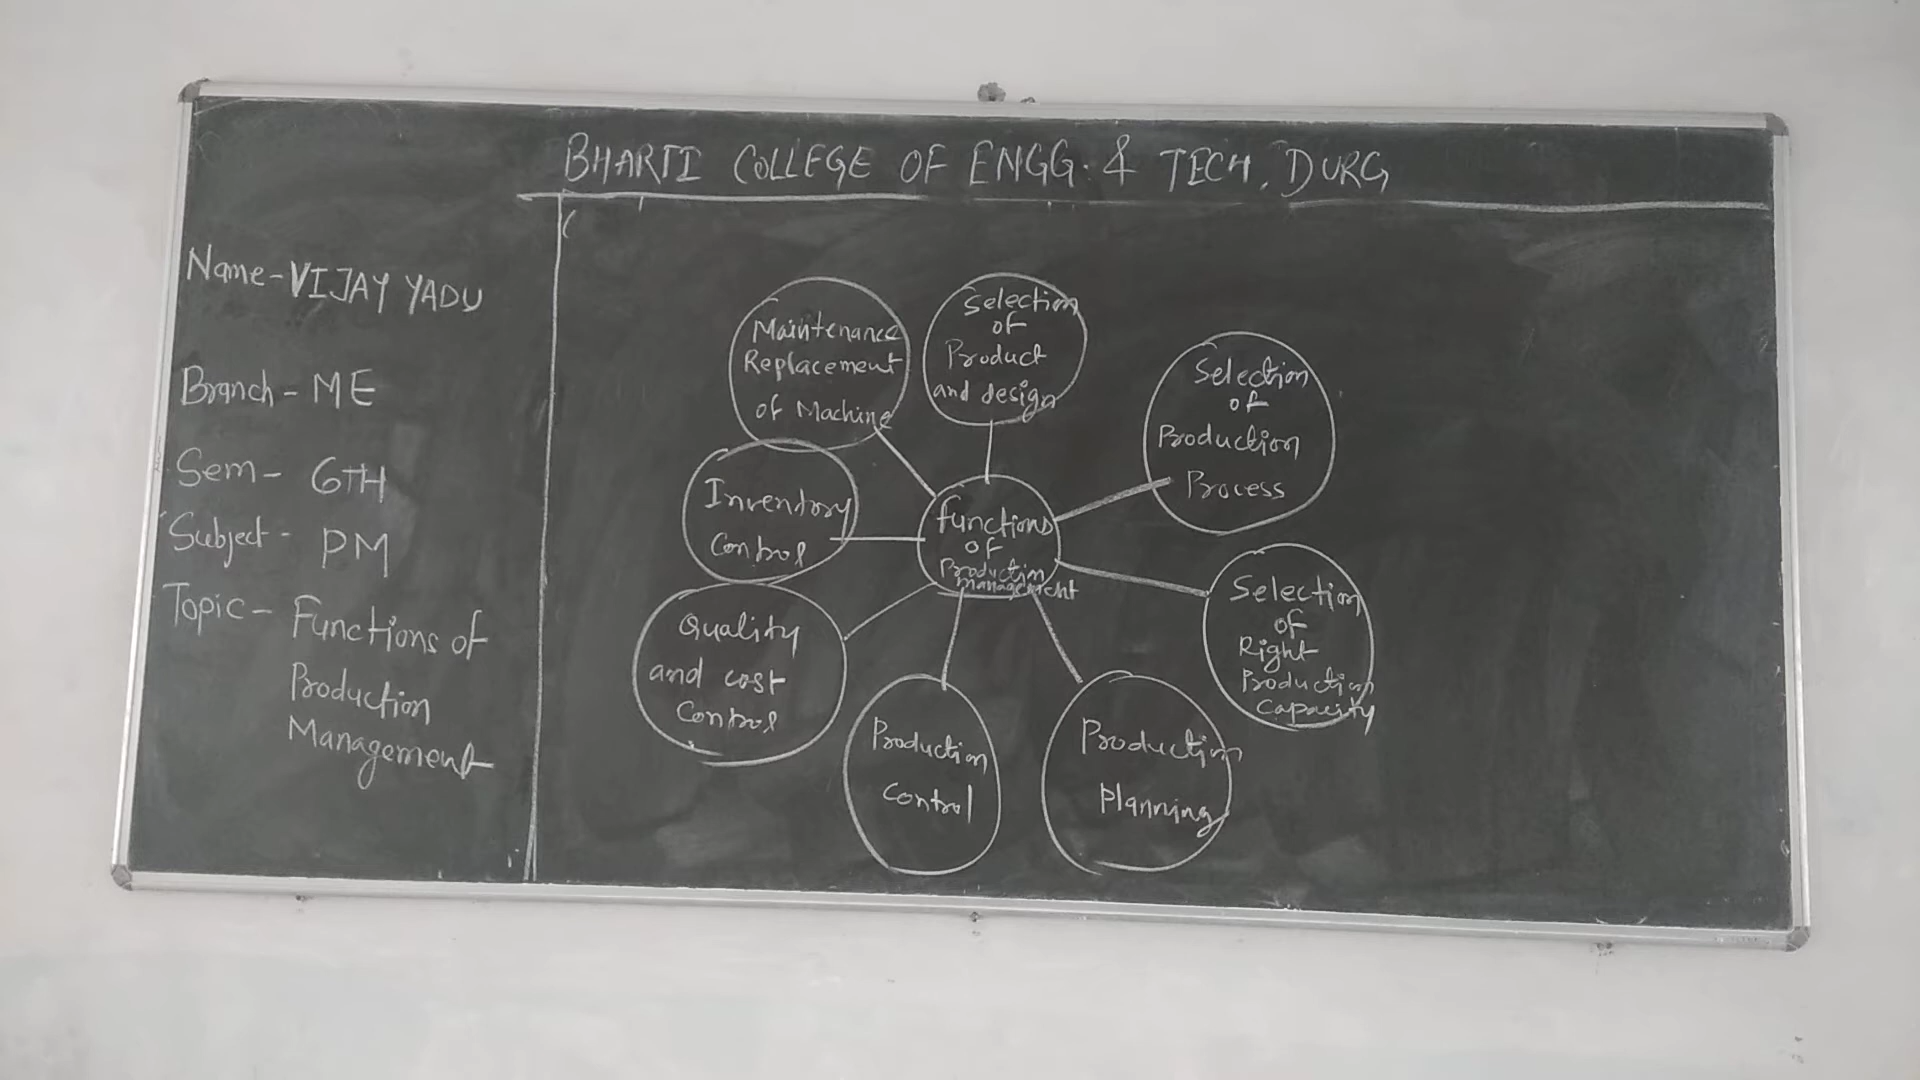 BHARTI COLLEGE OF ENGG. & TECH, DURG
Name - VIJAY YADU
Branch - ME
Sem - 6TH
Subject - PM
Topic - Functions of
Production
Management
Maintenance
Replacement
of Machine
Selection
of
Product
and design
Selection
of
Production
Process
Selection
of
Right
Production
Capacity
Production
Planning
Production
Control
Quality
and cost
Control
Inventory
Control
Functions
of
Production
management